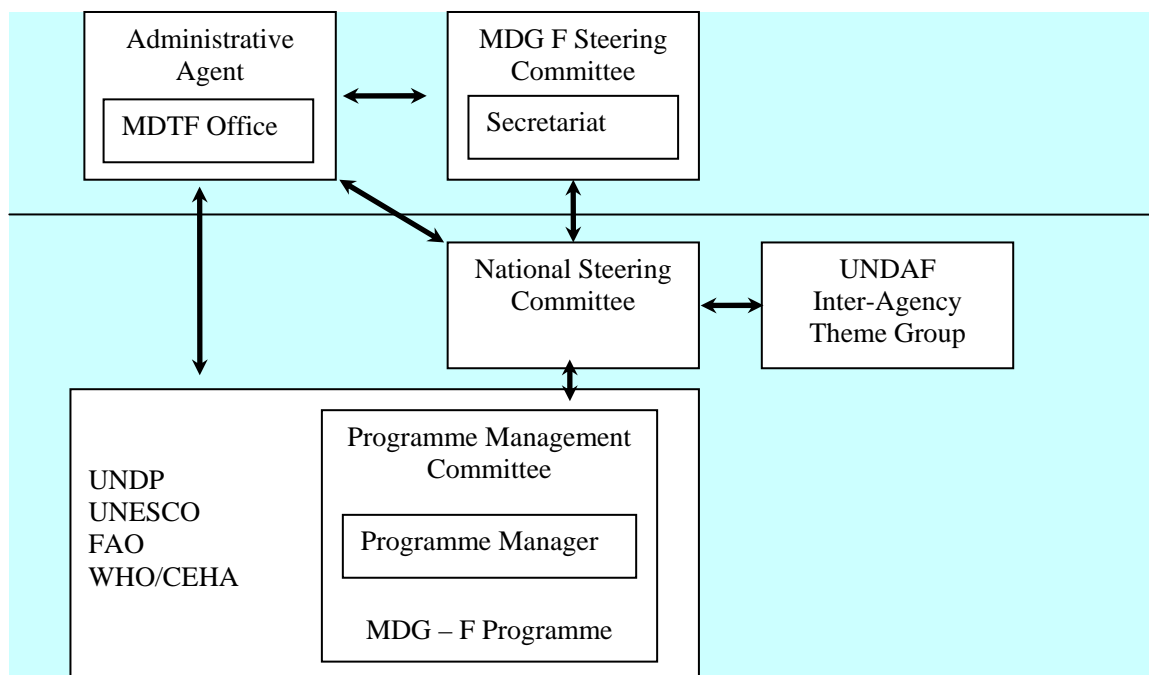 Administrative
Agent
MDTF Office
MDG F Steering
Committee
Secretariat
National Steering
Committee
UNDAF
Inter-Agency
Theme Group
UNDP
UNESCO
FAO
WHO/CEHA
Programme Management
Committee
Programme Manager
MDG – F Programme